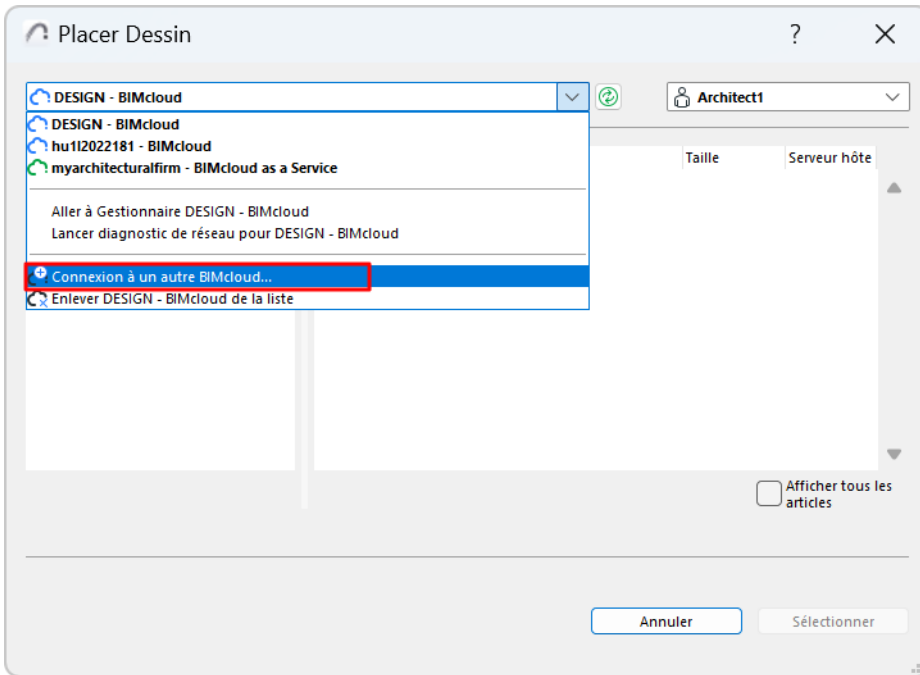 Placer Dessin ?
DESIGN - BIMcloud
Architect1
DESIGN - BIMcloud
hu1l2022181 - BIMcloud
myarchitecturalfirm - BIMcloud as a Service
Taille
Serveur hôte
Aller à Gestionnaire DESIGN - BIMcloud
Lancer diagnostic de réseau pour DESIGN - BIMcloud
Connexion à un autre BIMcloud...
Enlever DESIGN - BIMcloud de la liste
Afficher tous les
articles
Annuler
Sélectionner